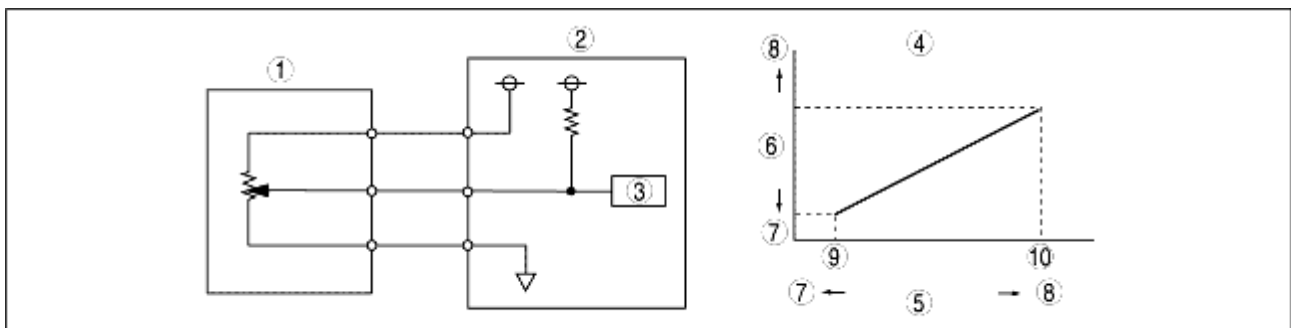 ① ② ⑧ ④
③ ⑥
⑦
⑨ ⑩
⑦ ⑤ ⑧